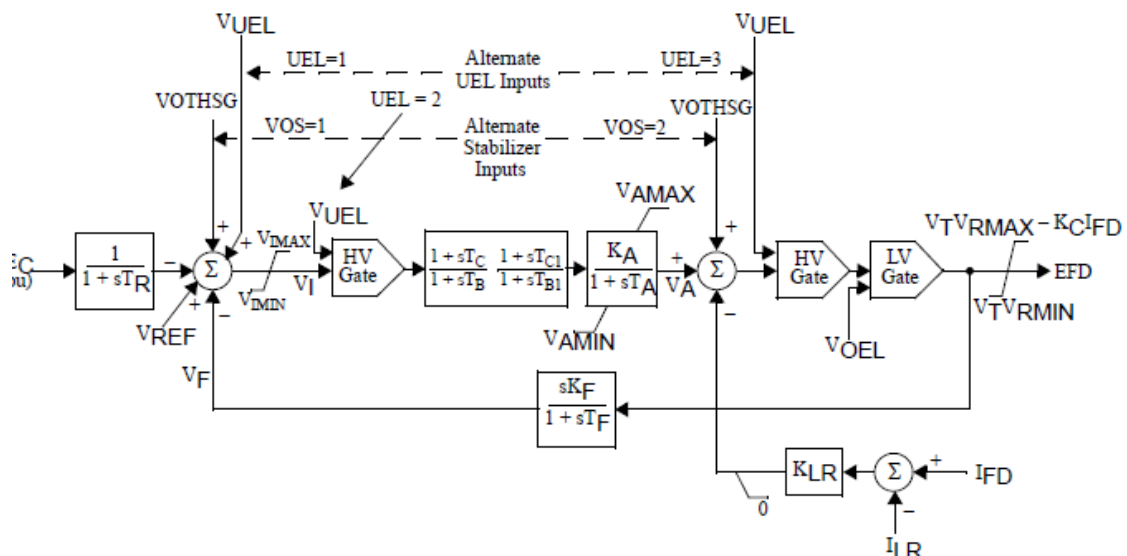 VUEL
VUEL
UEL=1
Alternate
UEL Inputs
UEL=3
VOTHSG
UEL = 2
VOTHSG
VOS=1
Alternate
Stabilizer
Inputs
VOS=2
VUEL
VAMAX
VTVRMAX – KCIFD
+
+
VIMAX
+
EC
pu)
1
1 + sTR
−
Σ
VI
HV
Gate
1 + sTC
1 + sTB
1 + sTC1
1 + sTB1
KA
1 + sTA
+
VA
Σ
HV
Gate
LV
Gate
EFD
+
VREF
−
VIMIN
VAMIN
−
VOEL
VTVRMIN
VF
sKF
1 + sTF
KLR
Σ
+
IFD
0
−
ILR